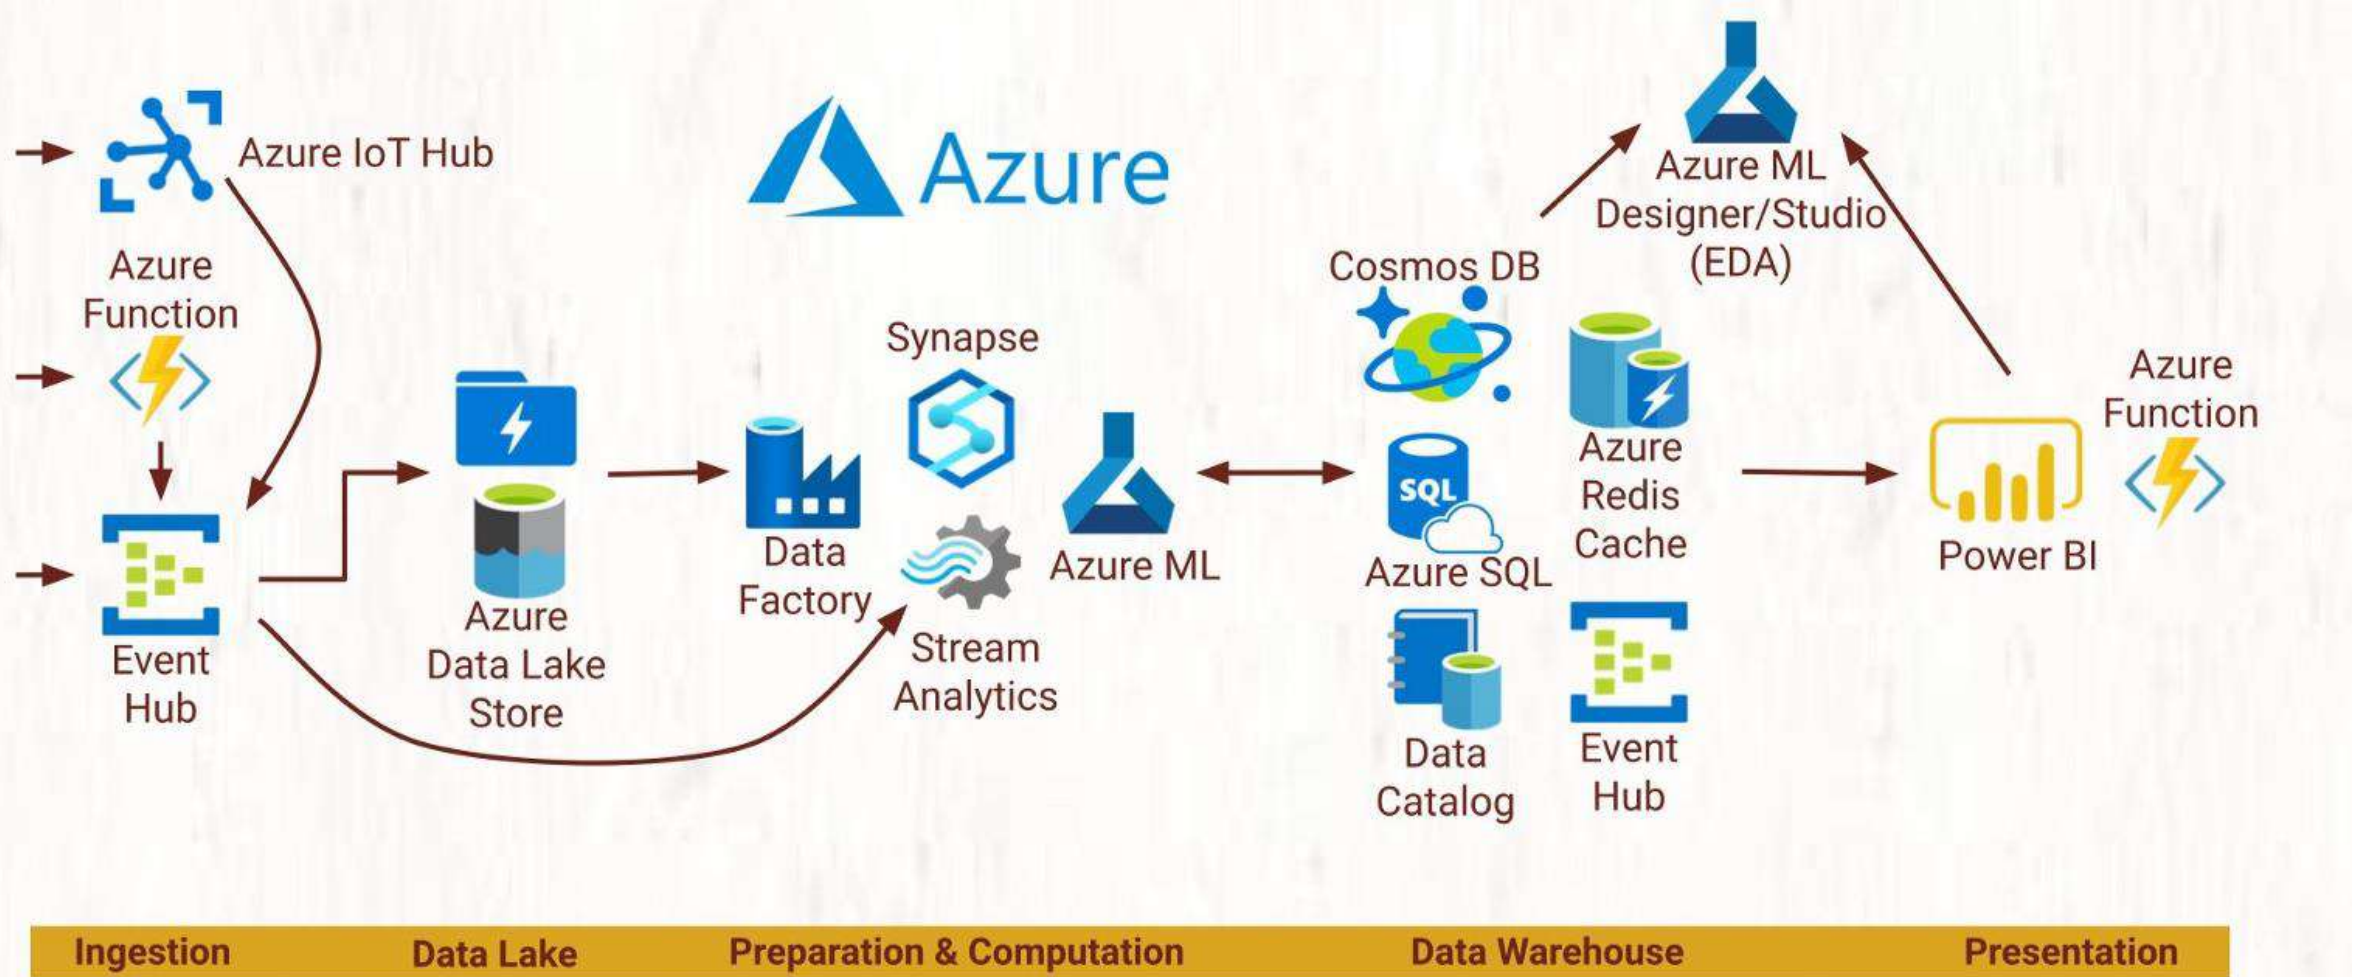 Azure IoT Hub
Azure
Function
Event
Hub
Azure
Data Lake
Store
Azure
Data
Factory
Synapse
Stream
Analytics
Azure ML
Cosmos DB
SQL
Azure SQL
Data
Catalog
Azure
Redis
Cache
Event
Hub
Azure ML
Designer/Studio
(EDA)
Power BI
Azure
Function
Ingestion
Data Lake
Preparation & Computation
Data Warehouse
Presentation